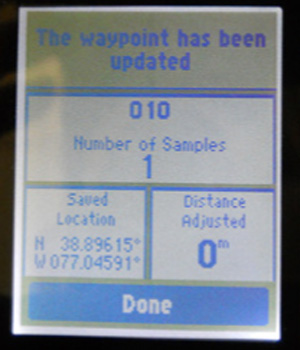 The waypoint has been
updated
010
Number of Samples
1
Saved
Location
N 38.89615°
W 077.04591°
Distance
Adjusted
0m
Done